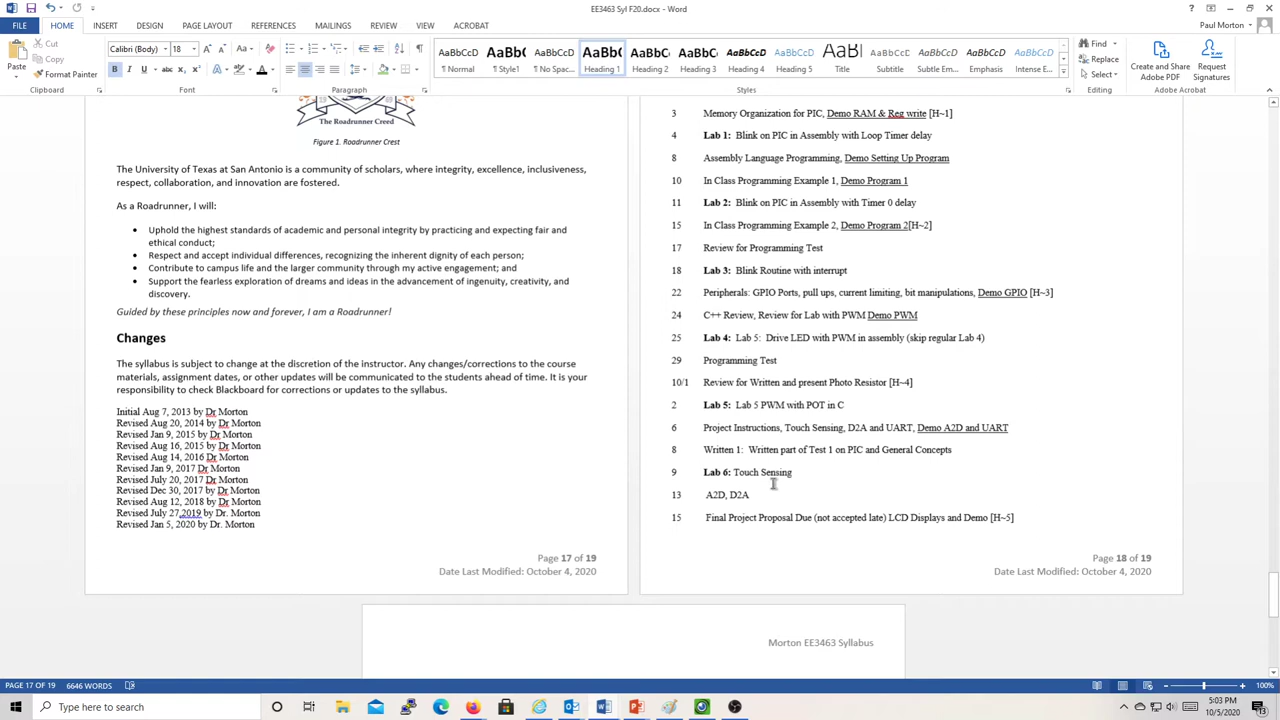 EE3463 Syl F20.docx - Word
FILE HOME INSERT DESIGN PAGE LAYOUT REFERENCES MAILINGS REVIEW VIEW ACROBAT Paul Morton
Paste
Cut
Copy
Format Painter
Clipboard
Calibri (Body) 18
Font
Paragraph
AaBbCcD AaBbC AaBbCcD AaBbC AaBbCc AaBbCc AaBbCcD AaBbCcD AaBl AaBbCcD AaBbCcD AaBbCcD AaBbCcD
¶ Normal ¶ Style1 ¶ No Spac... Heading 1 Heading 2 Heading 3 Heading 4 Heading 5 Title Subtitle Subtle Em... Emphasis Intense E...
Styles
Find
Replace
Select
Editing
Create and Share Adobe PDF
Request Signatures
Adobe Acrobat
The Roadrunner Creed
Figure 1. Roadrunner Crest
The University of Texas at San Antonio is a community of scholars, where integrity, excellence, inclusiveness,
respect, collaboration, and innovation are fostered.
As a Roadrunner, I will:
• Uphold the highest standards of academic and personal integrity by practicing and expecting fair and
ethical conduct;
• Respect and accept individual differences, recognizing the inherent dignity of each person;
• Contribute to campus life and the larger community through my active engagement; and
• Support the fearless exploration of dreams and ideas in the advancement of ingenuity, creativity, and
discovery.
Guided by these principles now and forever, I am a Roadrunner!
Changes
The syllabus is subject to change at the discretion of the instructor. Any changes/corrections to the course
materials, assignment dates, or other updates will be communicated to the students ahead of time. It is your
responsibility to check Blackboard for corrections or updates to the syllabus.
Initial Aug 7, 2013 by Dr Morton
Revised Aug 20, 2014 by Dr Morton
Revised Jan 9, 2015 by Dr Morton
Revised Aug 16, 2015 by Dr Morton
Revised Aug 14, 2016 by Dr Morton
Revised Jan 9, 2017 Dr Morton
Revised July 20, 2017 by Dr Morton
Revised Dec 30, 2017 by Dr Morton
Revised Aug 12, 2018 by Dr Morton
Revised July 27,2019 by Dr. Morton
Revised Jan 5, 2020 by Dr. Morton
Page 17 of 19
Date Last Modified: October 4, 2020
3 Memory Organization for PIC, Demo RAM & Reg write [H~1]
4 Lab 1: Blink on PIC in Assembly with Loop Timer delay
8 Assembly Language Programming, Demo Setting Up Program
10 In Class Programming Example 1, Demo Program 1
11 Lab 2: Blink on PIC in Assembly with Timer 0 delay
15 In Class Programming Example 2, Demo Program 2[H~2]
17 Review for Programming Test
18 Lab 3: Blink Routine with interrupt
22 Peripherals: GPIO Ports, pull ups, current limiting, bit manipulations, Demo GPIO [H~3]
24 C++ Review, Review for Lab with PWM Demo PWM
25 Lab 4: Lab 5: Drive LED with PWM in assembly (skip regular Lab 4)
29 Programming Test
10/1 Review for Written and present Photo Resistor [H~4]
2 Lab 5: Lab 5 PWM with POT in C
6 Project Instructions, Touch Sensing, D2A and UART, Demo A2D and UART
8 Written 1: Written part of Test 1 on PIC and General Concepts
9 Lab 6: Touch Sensing
13 A2D, D2A
15 Final Project Proposal Due (not accepted late) LCD Displays and Demo [H~5]
Page 18 of 19
Date Last Modified: October 4, 2020
Morton EE3463 Syllabus
PAGE 17 OF 19 6646 WORDS 100%
Type here to search
5:03 PM
10/5/2020